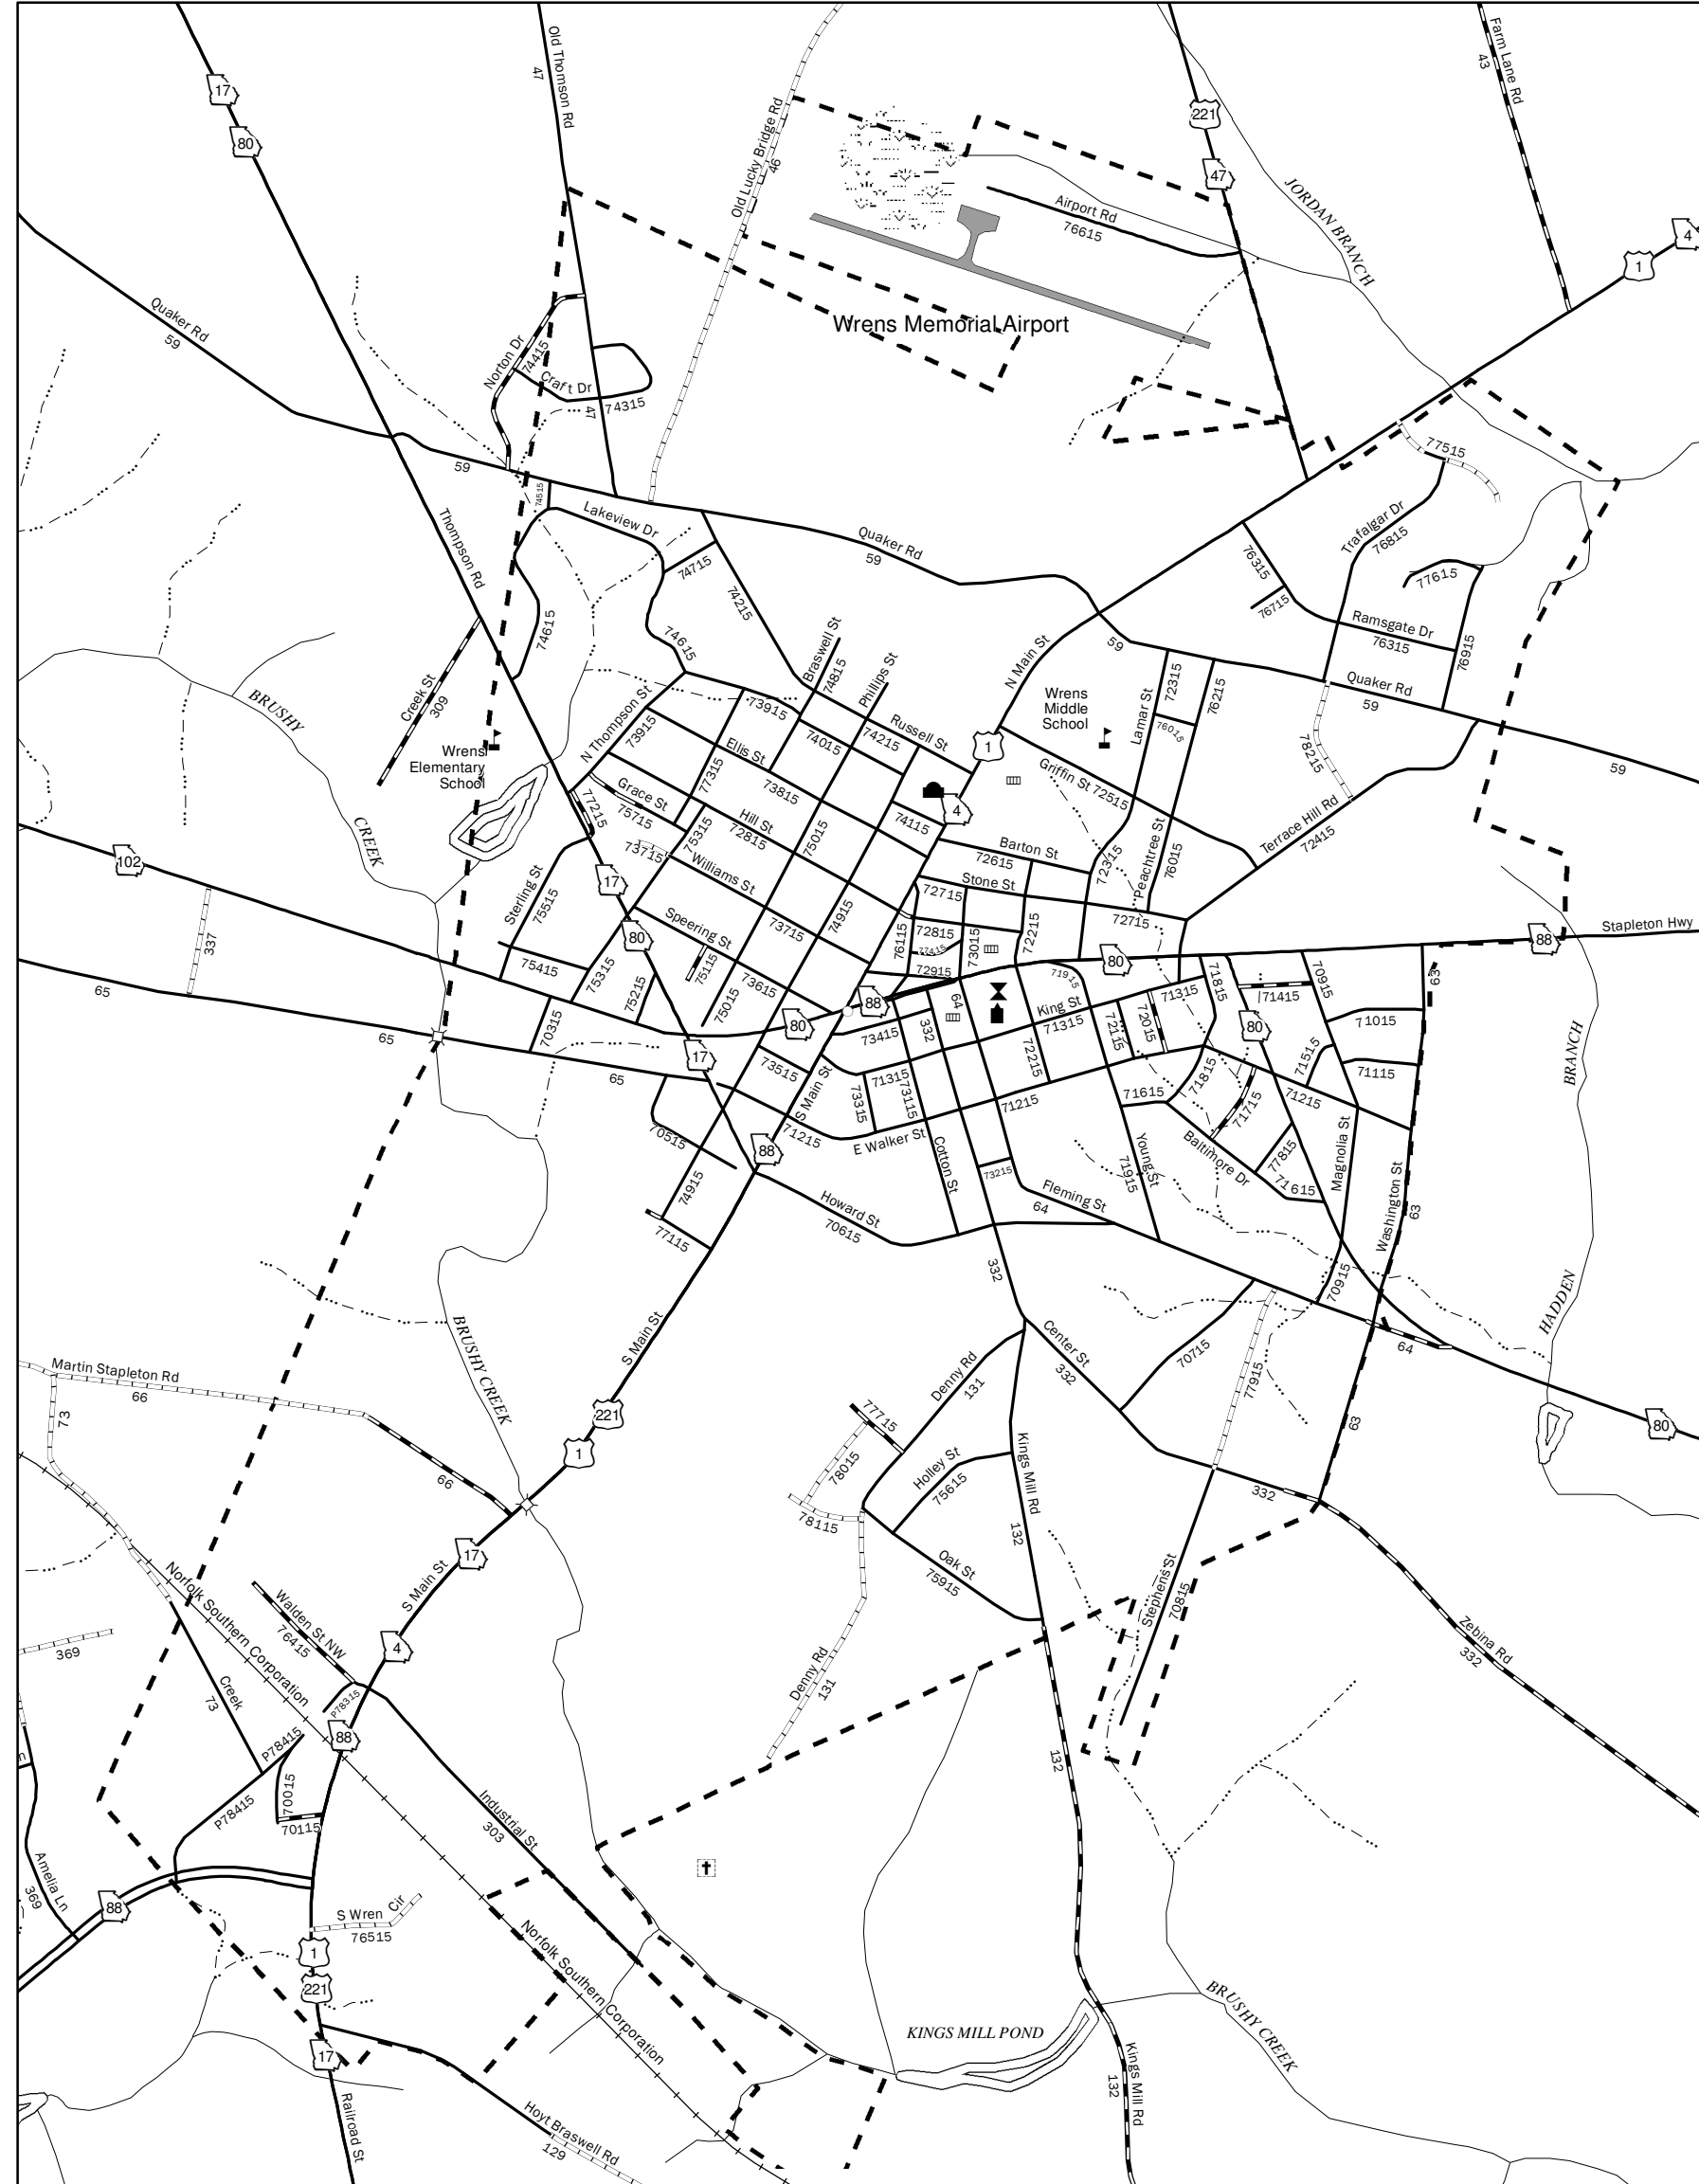 17
80
Old Thomson Rd
47
Old Lucky Bridge Rd
46
221
47
Farm Lane Rd
43
JORDAN BRANCH
4
1
Airport Rd
76615
Wrens Memorial Airport
Quaker Rd
59
Norton Dr
74415
Craft Dr
47
74315
59
74515
Lakeview Dr
Thompson Rd
74715
74215
Quaker Rd
59
77515
Trafalgar Dr
76815
76315
76715
77615
Ramsgate Dr
76315
76915
74615
74615
Braswell St
74815
Phillips St
N Main St
59
Quaker Rd
59
59
BRUSHY
CREEK
Creek St
309
Wrens
Elementary
School
N Thompson St
73915
73915
74015
74215
Russell St
Wrens
Middle
School
1
4
Lamar St
72315
76015
76215
78215
Ellis St
73815
77315
Grace St
75715
77215
Hill St
72815
75015
74115
Griffin St
72515
Terrace Hill Rd
72415
Barton St
72615
72315
Peachtree St
76015
102
337
73715
75315
Williams St
17
Stone St
72715
72715
Sterling St
75515
Speering St
73715
74915
80
76115
72815
77415
72915
73015
72215
80
88
Stapleton Hwy
75415
75315
75215
75115
75015
73615
65
65
65
70315
17
80
88
64
332
73415
71915
King St
71315
71315
71815
71415
80
70915
63
71015
72115
72015
72215
71315
73115
73315
73515
S Main St
71215
E Walker St
71215
71615
71815
71715
71515
71115
71215
BRANCH
HADDEN
70515
74915
77115
88
Howard St
70615
Cotton St
73215
Fleming St
64
Young St
71915
Baltimore Dr
77815
71615
Magnolia St
Washington St
63
70915
332
S Main St
BRUSHY CREEK
Martin Stapleton Rd
66
73
66
221
1
Center St
332
70715
77915
64
63
80
Denny Rd
131
77715
78015
78115
Holley St
75615
Kings Mill Rd
132
332
Oak St
75915
Stephens St
70815
Zebina Rd
332
17
S Main St
4
Norfolk Southern Corporation
Walden St NW
76415
369
Creek
73
P78315
88
P78415
P78415
70015
70115
Denny Rd
131
132
Industrial St
303
Amelia Ln
369
88
S Wren Cir
76515
1
221
17
Norfolk Southern Corporation
KINGS MILL POND
BRUSHY CREEK
Kings Mill Rd
132
Railroad St
Hoyt Braswell Rd
129